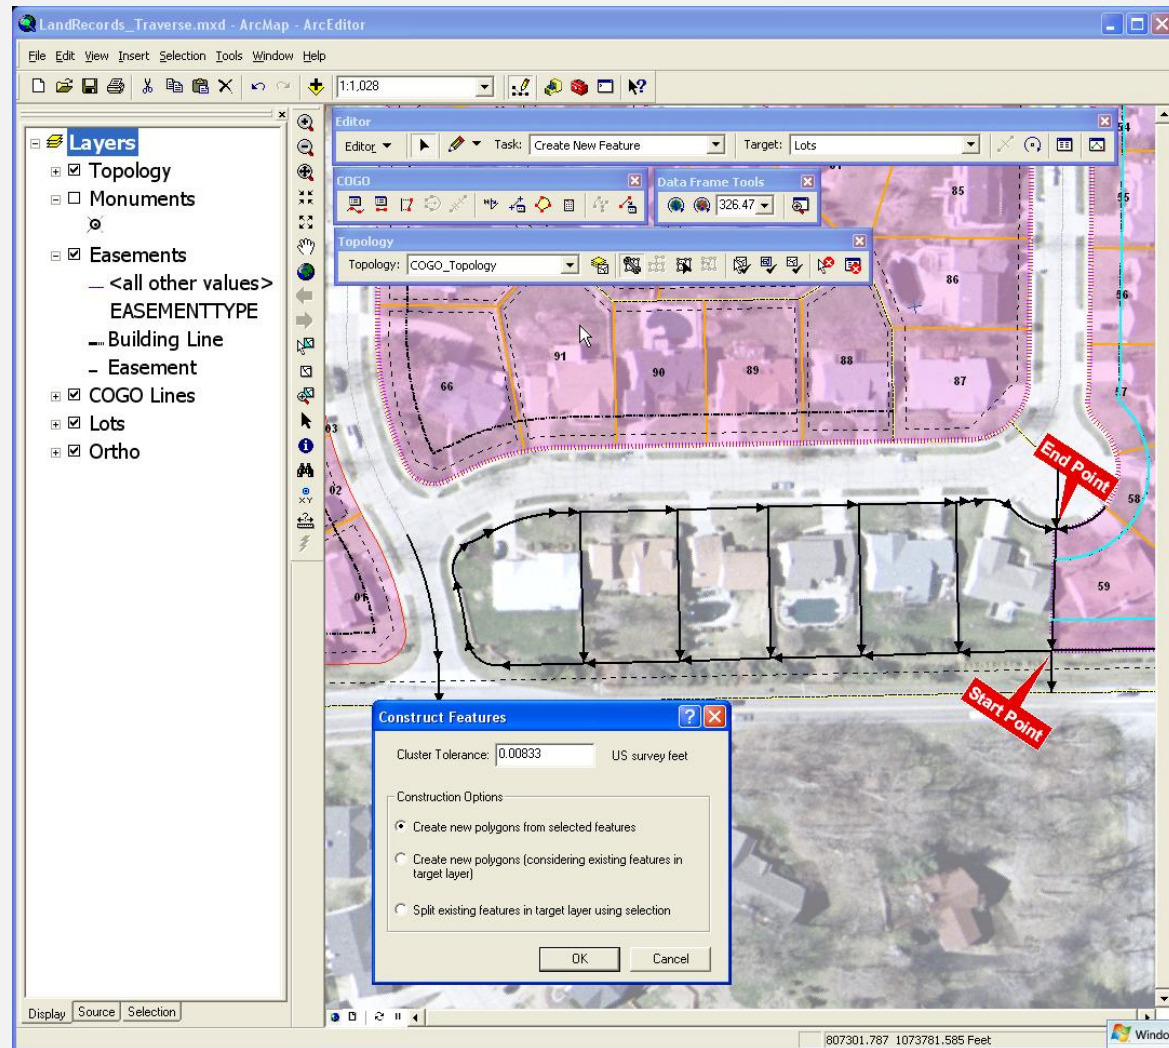 LandRecords_Traverse.mxd - ArcMap - ArcEditor
File Edit View Insert Selection Tools Window Help
1:1,028
Layers
Topology
Monuments
Easements
<all other values>
EASEMENTTYPE
Building Line
Easement
COGO Lines
Lots
Ortho
Editor
Editor Task: Create New Feature Target: Lots
COGO
Data Frame Tools
326.47
Topology
Topology: COGO_Topology
54
85
55
86
56
91
90
89
88
87
66
57
03
02
01
58
59
End Point
Start Point
Construct Features
Cluster Tolerance: 0.00833 US survey feet
Construction Options
Create new polygons from selected features
Create new polygons (considering existing features in
target layer)
Split existing features in target layer using selection
OK Cancel
Display Source Selection
807301.787 1073781.585 Feet